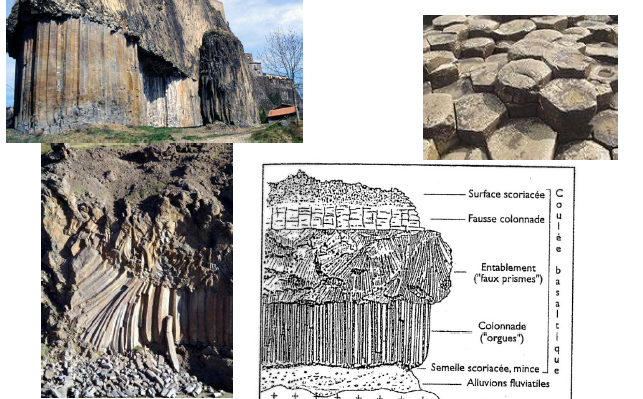 Surface scoriacée
Fausse colonnade
Entablement
("faux prismes")
Colonnade
("orgues")
Semelle scoriacée, mince
Alluvions fluviatiles
Coulée basaltique